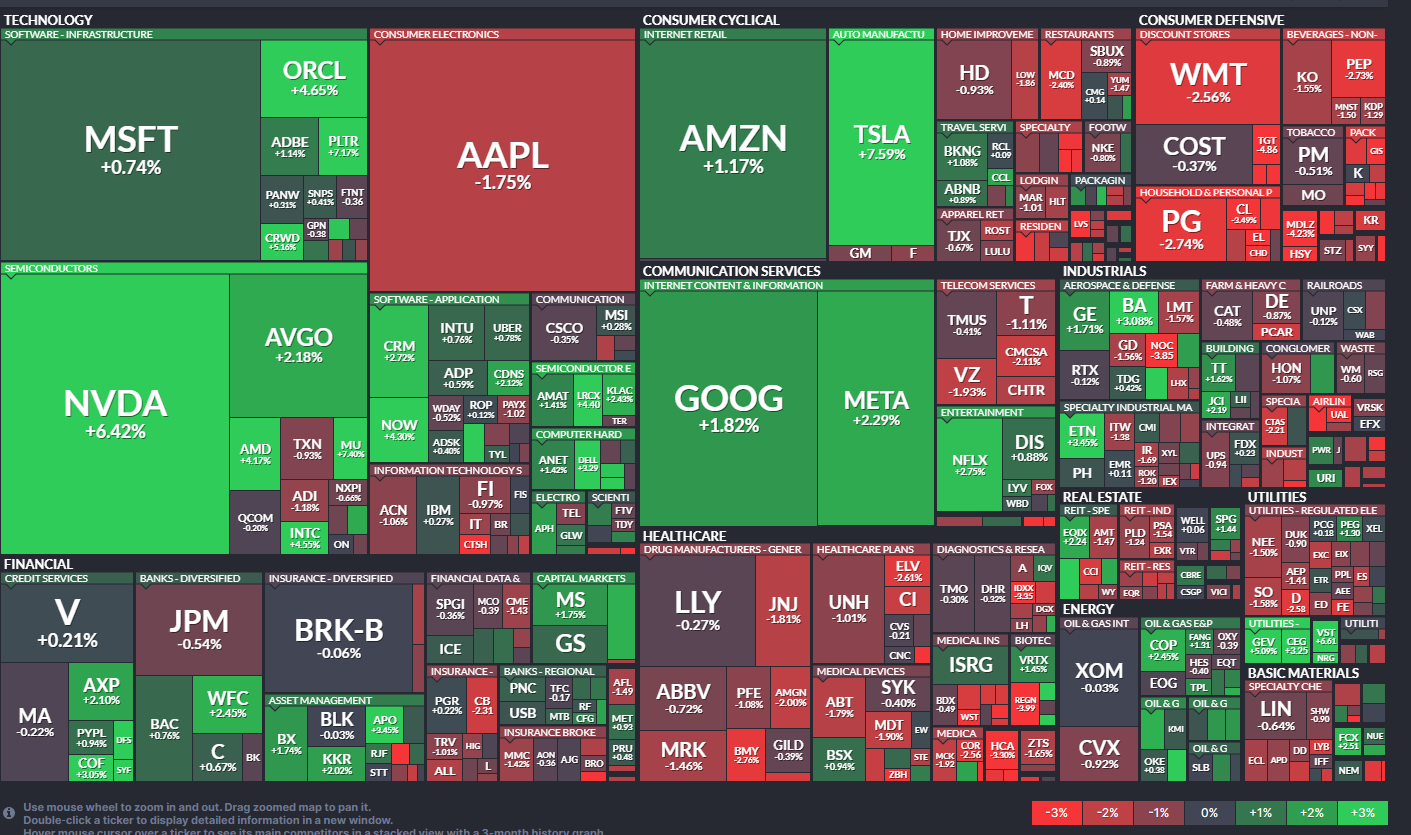 TECHNOLOGY
SOFTWARE - INFRASTRUCTURE
MSFT
+0.74%
ORCL
+4.65%
ADBE
+1.14%
PLTR
+7.17%
PANW
+0.31%
SNPS
+0.41%
FTNT
-0.36
CRWD
+5.16%
GPN
-0.38
CONSUMER ELECTRONICS
AAPL
-1.75%
SEMICONDUCTORS
NVDA
+6.42%
AVGO
+2.18%
AMD
+4.17%
TXN
-0.93%
MU
+7.40%
QCOM
-0.20%
ADI
-1.18%
NXPI
-0.66%
INTC
+4.55%
ON
SOFTWARE - APPLICATION
CRM
+2.72%
INTU
+0.76%
UBER
+0.78%
ADP
+0.59%
CDNS
+2.12%
NOW
+4.30%
WDAY
-0.52%
ROP
+0.12%
PAYX
-1.02
ADSK
+0.40%
TYL
COMMUNICATION
CSCO
-0.35%
MSI
+0.28%
SEMICONDUCTOR E
AMAT
+1.41%
LRCX
+4.40
KLAC
+2.43%
TER
COMPUTER HARD
ANET
+1.42%
DELL
+3.29
INFORMATION TECHNOLOGY S
ACN
-1.06%
IBM
+0.27%
FI
-0.97%
FIS
IT
BR
CTSH
ELECTRO
APH
TEL
GLW
SCIENTI
FTV
TDY
CONSUMER CYCLICAL
INTERNET RETAIL
AMZN
+1.17%
AUTO MANUFACTU
TSLA
+7.59%
GM
F
HOME IMPROVEME
HD
-0.93%
LOW
-1.86
RESTAURANTS
MCD
-2.40%
SBUX
-0.89%
CMG
+0.14
YUM
-1.47
TRAVEL SERVI
BKNG
+1.08%
RCL
+0.09
CCL
ABNB
+0.89%
SPECIALTY
FOOTW
NKE
-0.80%
LODGIN
MAR
-1.01
HLT
PACKAGIN
APPAREL RET
TJX
-0.67%
ROST
LULU
RESIDEN
LVS
CONSUMER DEFENSIVE
DISCOUNT STORES
WMT
-2.56%
COST
-0.37%
TGT
-4.86
BEVERAGES - NON-
KO
-1.55%
PEP
-2.73%
MNST
-1.50
KDP
-1.29
TOBACCO
PM
-0.51%
MO
PACK
GIS
K
HOUSEHOLD & PERSONAL P
PG
-2.74%
CL
-3.49%
EL
CHD
MDLZ
-4.23%
HSY
KR
STZ
SYY
COMMUNICATION SERVICES
INTERNET CONTENT & INFORMATION
GOOG
+1.82%
META
+2.29%
TELECOM SERVICES
TMUS
-0.41%
T
-1.11%
VZ
-1.93%
CMCSA
-2.11%
CHTR
ENTERTAINMENT
NFLX
+2.75%
DIS
+0.88%
LYV
FOX
WBD
INDUSTRIALS
AEROSPACE & DEFENSE
GE
+1.71%
BA
+3.08%
LMT
-1.57%
RTX
-0.12%
GD
-1.56%
NOC
-3.85
TDG
+0.42%
LHX
FARM & HEAVY C
CAT
-0.48%
DE
-0.87%
PCAR
RAILROADS
UNP
-0.12%
CSX
WAB
BUILDING
TT
+1.62%
JCI
+2.19
LII
CONGLOMER
HON
-1.07%
WASTE
WM
-0.60
RSG
SPECIALTY INDUSTRIAL MA
ETN
+3.45%
ITW
-1.38
CMI
PH
EMR
+0.11
IR
-1.69
XYL
ROK
-1.20
IEX
INTEGRAT
UPS
-0.94
FDX
+0.23
SPECIA
CTAS
-2.21
INDUST
AIRLIN
UAL
VRSK
EFX
PWR
J
URI
HEALTHCARE
DRUG MANUFACTURERS - GENER
LLY
-0.27%
JNJ
-1.81%
ABBV
-0.72%
PFE
-1.08%
AMGN
-2.00%
MRK
-1.46%
BMY
-2.76%
GILD
-0.39%
HEALTHCARE PLANS
UNH
-1.01%
ELV
-2.61%
CI
CVS
-0.21
CNC
MEDICAL DEVICES
ABT
-1.79%
SYK
-0.40%
MDT
-1.90%
EW
BSX
+0.94%
STE
ZBH
DIAGNOSTICS & RESEA
TMO
-0.30%
DHR
-0.32%
A
IQV
IDXX
-3.35
DGX
LH
MEDICAL INS
ISRG
BDX
-0.49
WST
BIOTEC
VRTX
+1.45%
REGN
-3.99
MEDICA
MCK
-1.92
COR
-2.56
HCA
-3.30%
ZTS
-1.65%
REAL ESTATE
REIT - SPE
EQIX
+2.24
AMT
-1.47
CCI
WY
REIT - IND
PLD
-1.24
PSA
-1.54
EXR
REIT - RES
EQR
WELL
+0.06
VTR
SPG
+1.44
CBRE
CSGP
VICI
UTILITIES
UTILITIES - REGULATED ELE
NEE
-1.50%
SO
-1.58%
DUK
-0.90
PCG
+0.18
PEG
+1.30
EXC
EIX
AEP
-1.41
ETR
PPL
ES
AEE
D
-2.58
ED
FE
UTILITIES -
GEV
+5.09%
CEG
+3.25
VST
+6.61
NRG
UTILITI
ENERGY
OIL & GAS INT
XOM
-0.03%
CVX
-0.92%
OIL & GAS E&P
COP
+2.45%
FANG
+1.31
OXY
-0.39
EOG
HES
-0.40
EQT
TPL
OIL & G
KMI
OKE
+0.38
OIL & G
OIL & G
SLB
BASIC MATERIALS
SPECIALTY CHE
LIN
-0.64%
SHW
-0.90
ECL
APD
DD
LYB
IFF
FCX
+2.51
NUE
NEM
FINANCIAL
CREDIT SERVICES
V
+0.21%
MA
-0.22%
AXP
+2.10%
PYPL
+0.94%
DFS
COF
+3.05%
SYF
BANKS - DIVERSIFIED
JPM
-0.54%
BAC
+0.76%
WFC
+2.45%
C
+0.67%
BK
INSURANCE - DIVERSIFIED
BRK-B
-0.06%
ASSET MANAGEMENT
BX
+1.74%
BLK
-0.03%
APO
+3.45%
KKR
+2.02%
RJF
STT
FINANCIAL DATA &
SPGI
-0.36%
MCO
-0.39
CME
-1.43
ICE
CAPITAL MARKETS
MS
+1.75%
GS
INSURANCE -
PGR
+0.22%
CB
-2.31
TRV
-1.01%
HIG
ALL
L
BANKS - REGIONAL
PNC
TFC
-0.17
RF
USB
MTB
CFG
INSURANCE BROKE
MMC
-1.42%
AON
-0.36
AJG
BRO
AFL
-1.49
MET
+0.93
PRU
+0.48
Use mouse wheel to zoom in and out. Drag zoomed map to pan it.
Double-click a ticker to display detailed information in a new window.
Hover mouse cursor over a ticker to see its main competitors in a stacked view with a 3-month history graph.
-3%
-2%
-1%
0%
+1%
+2%
+3%